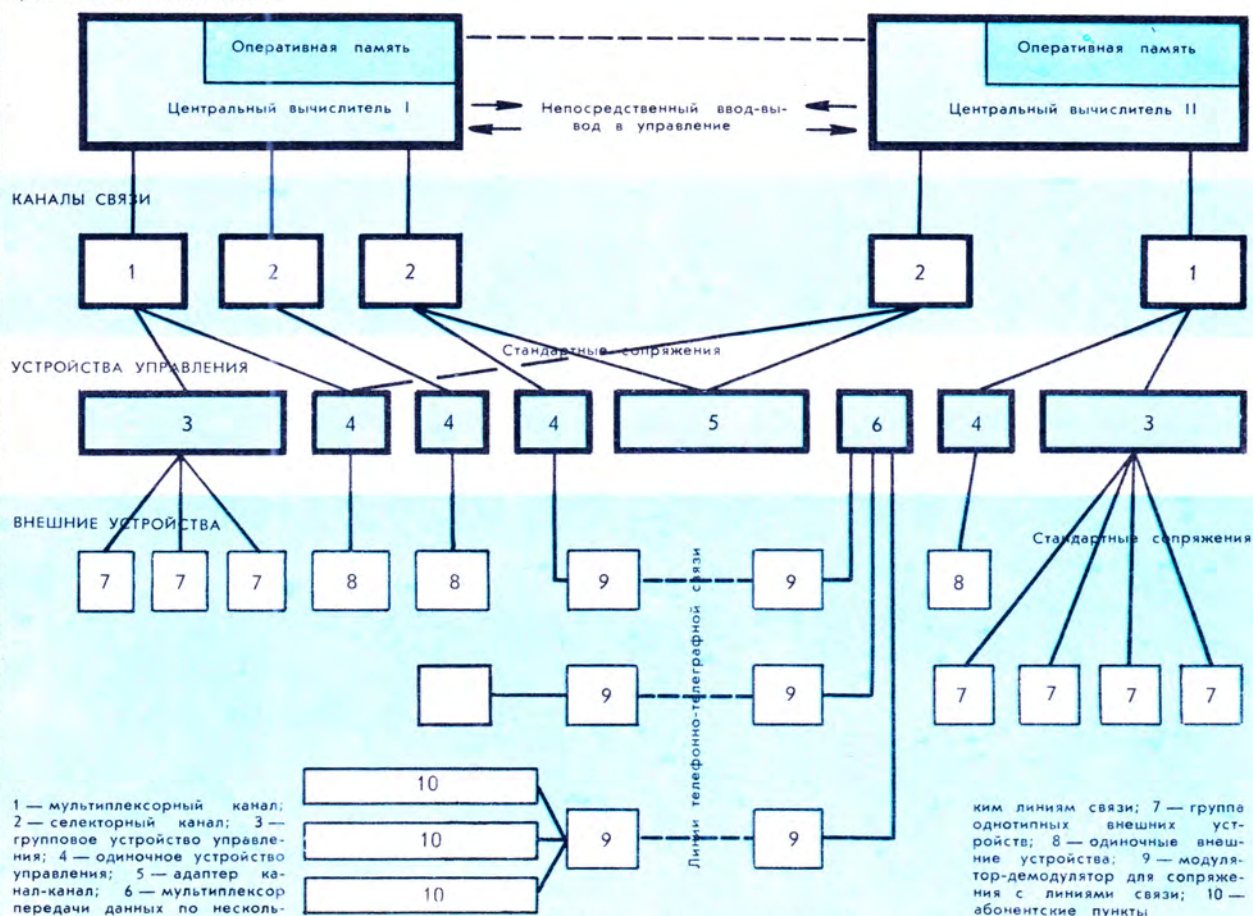 Оперативная память
Оперативная память
Центральный вычислитель I
Непосредственный ввод-вы-
вод в управление
Центральный вычислитель II
КАНАЛЫ СВЯЗИ
1
2
2
2
1
Стандартные сопряжения
УСТРОЙСТВА УПРАВЛЕНИЯ
3
4
4
4
5
6
4
3
ВНЕШНИЕ УСТРОЙСТВА
Стандартные сопряжения
7
7
7
8
8
9
9
8
Линии телефонно-телеграфной связи
9
9
7
7
7
7
10
10
10
9
9
1 — мультиплексорный канал;
2 — селекторный канал; 3 —
групповое устройство управле-
ния; 4 — одиночное устройство
управления; 5 — адаптер ка-
нал-канал; 6 — мультиплексор
передачи данных по несколь-
ким линиям связи; 7 — группа
однотипных внешних уст-
ройств; 8 — одиночные внеш-
ние устройства; 9 — модуля-
тор-демодулятор для сопряже-
ния с линиями связи; 10 —
абонентские пункты